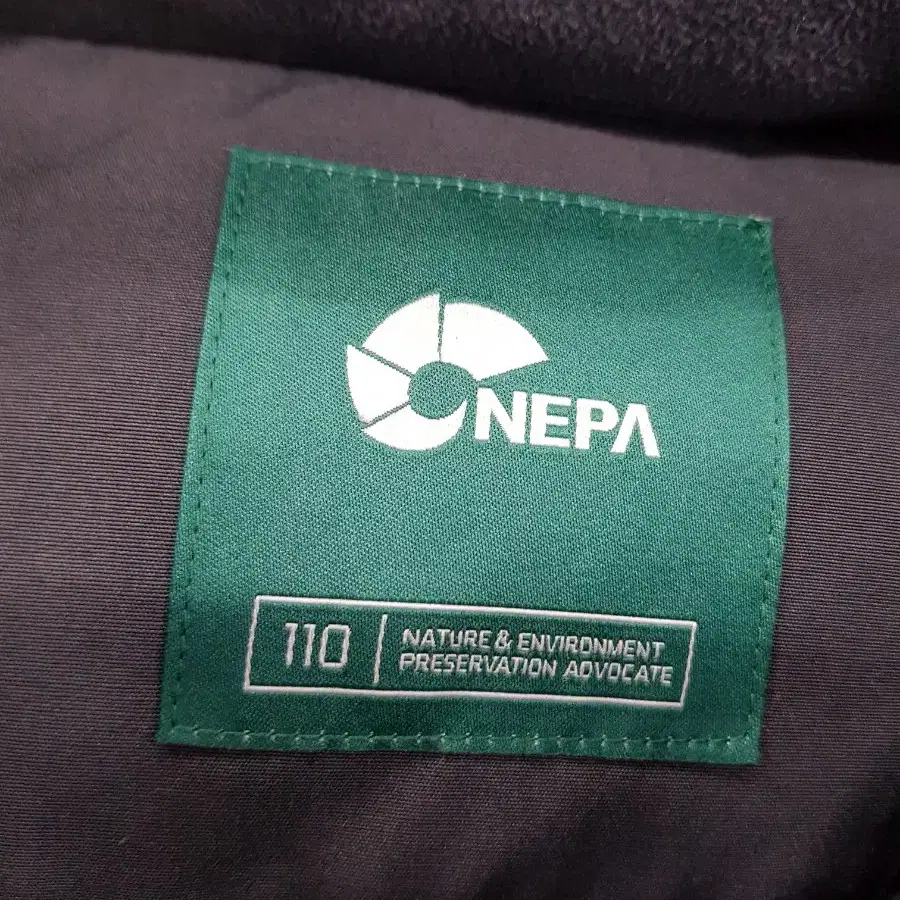 NEPA
110
NATURE & ENVIRONMENT
PRESERVATION ADVOCATE